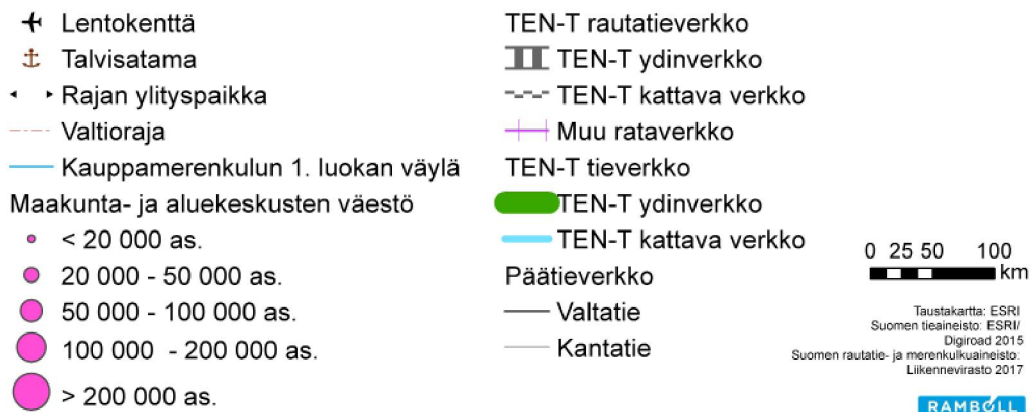 Lentokenttä
Talvisatama
Rajan ylityspaikka
Valtioraja
Kauppamerenkulun 1. luokan väylä
Maakunta- ja aluekeskusten väestö
< 20 000 as.
20 000 - 50 000 as.
50 000 - 100 000 as.
100 000 - 200 000 as.
> 200 000 as.
TEN-T rautatieverkko
TEN-T ydinverkko
TEN-T kattava verkko
Muu rataverkko
TEN-T tieverkko
TEN-T ydinverkko
TEN-T kattava verkko
Päätieverkko
Valtatie
Kantatie
0 25 50 100
km
Taustakartta: ESRI
Suomen tieaineisto: ESRI/
Digiroad 2015
Suomen rautatie- ja merenkulkuaineisto:
Liikennevirasto 2017
RAMBOLL